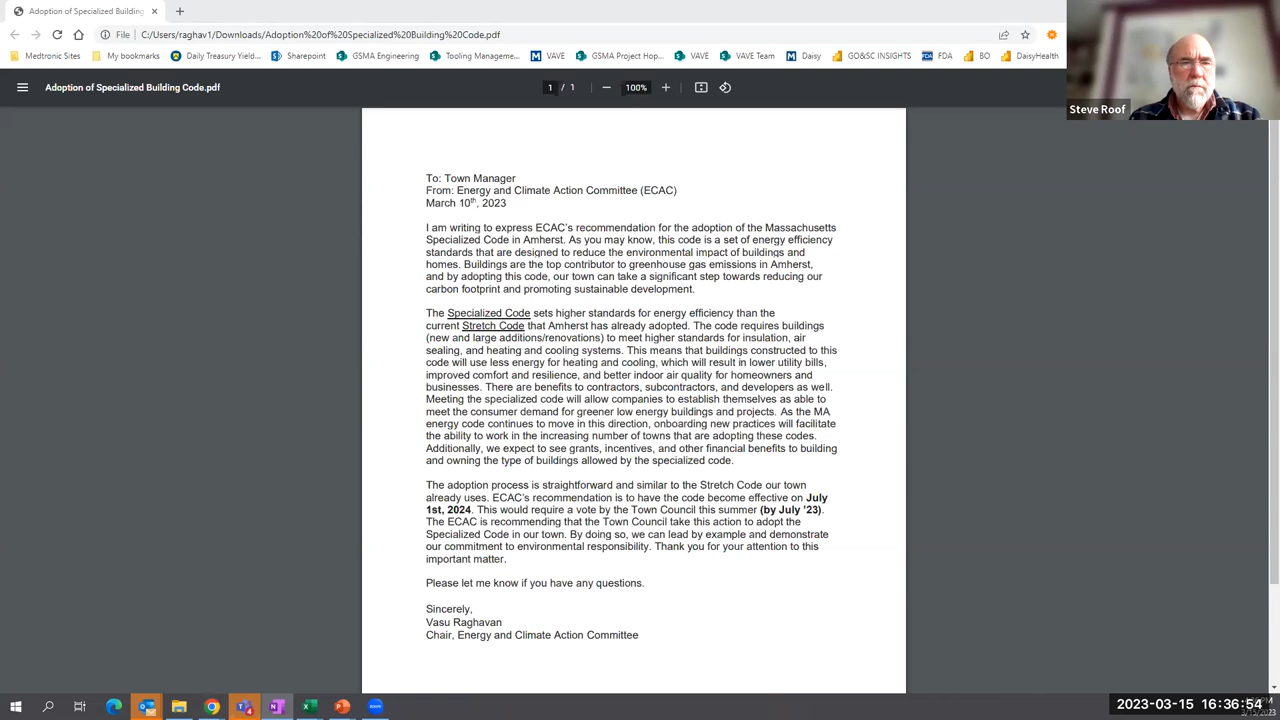 Adoption of Specialized Building
File
C:/Users/raghav1/Downloads/Adoption%20of%20Specialized%20Building%20Code.pdf
Medtronic Sites
My bookmarks
Daily Treasury Yiel...
Sharepoint
GSMA Engineering
Tooling Manageme...
VAVE
GSMA Project Hop...
VAVE
VAVE Team
Daisy
GO&SC INSIGHTS
FDA
BO
DaisyHealth
Adoption of Specialized Building Code.pdf
1 / 1
100%
Steve Roof
To: Town Manager
From: Energy and Climate Action Committee (ECAC)
March 10th, 2023
I am writing to express ECAC's recommendation for the adoption of the Massachusetts
Specialized Code in Amherst. As you may know, this code is a set of energy efficiency
standards that are designed to reduce the environmental impact of buildings and
homes. Buildings are the top contributor to greenhouse gas emissions in Amherst,
and by adopting this code, our town can take a significant step towards reducing our
carbon footprint and promoting sustainable development.
The Specialized Code sets higher standards for energy efficiency than the
current Stretch Code that Amherst has already adopted. The code requires buildings
(new and large additions/renovations) to meet higher standards for insulation, air
sealing, and heating and cooling systems. This means that buildings constructed to this
code will use less energy for heating and cooling, which will result in lower utility bills,
improved comfort and resilience, and better indoor air quality for homeowners and
businesses. There are benefits to contractors, subcontractors, and developers as well.
Meeting the specialized code will allow companies to establish themselves as able to
meet the consumer demand for greener low energy buildings and projects. As the MA
energy code continues to move in this direction, onboarding new practices will facilitate
the ability to work in the increasing number of towns that are adopting these codes.
Additionally, we expect to see grants, incentives, and other financial benefits to building
and owning the type of buildings allowed by the specialized code.
The adoption process is straightforward and similar to the Stretch Code our town
already uses. ECAC's recommendation is to have the code become effective on July
1st, 2024. This would require a vote by the Town Council this summer (by July '23).
The ECAC is recommending that the Town Council take this action to adopt the
Specialized Code in our town. By doing so, we can lead by example and demonstrate
our commitment to environmental responsibility. Thank you for your attention to this
important matter.
Please let me know if you have any questions.
Sincerely,
Vasu Raghavan
Chair, Energy and Climate Action Committee
2023-03-15 16:36:54